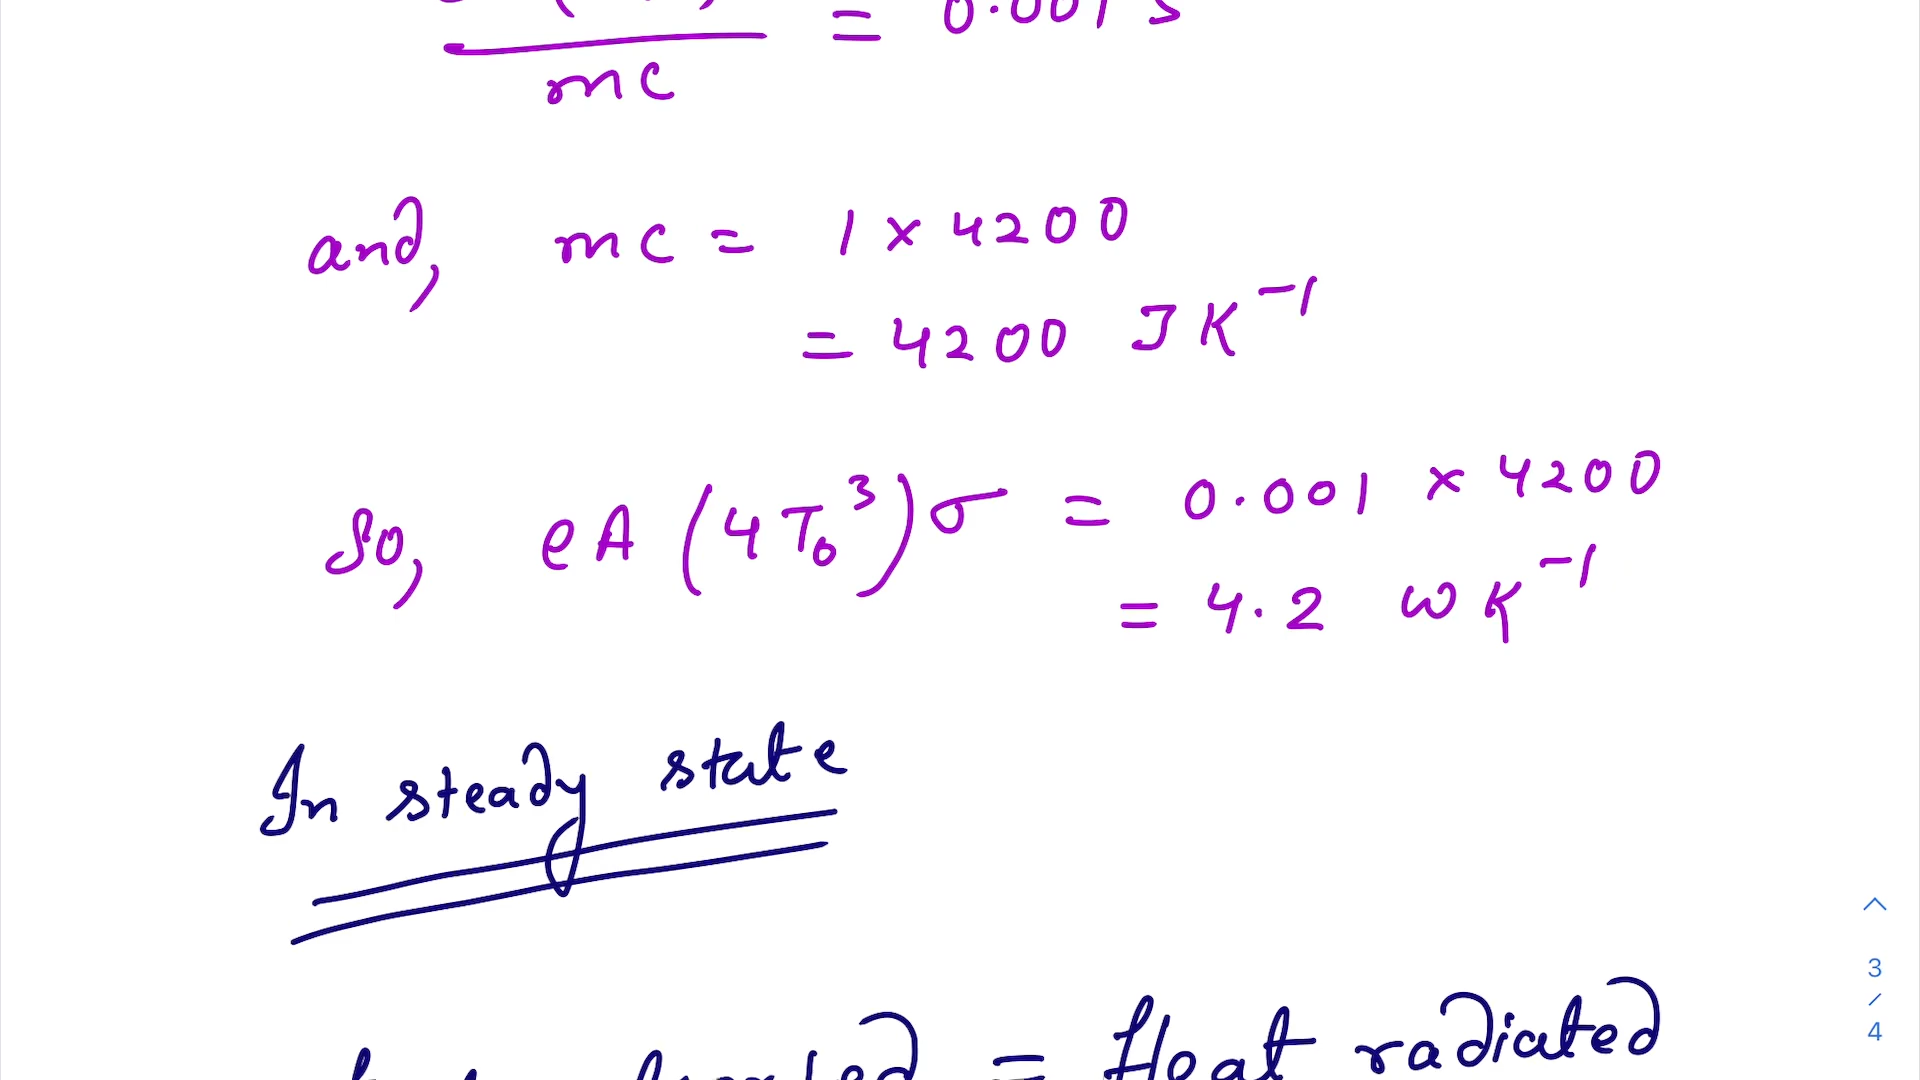 mc = 0.001 s
and, mc = 1 × 4200
= 4200 J K⁻¹
So, eA (4T₀³)σ = 0.001 × 4200
= 4.2 W K⁻¹
In steady state
= Heat radiated
3
/
4